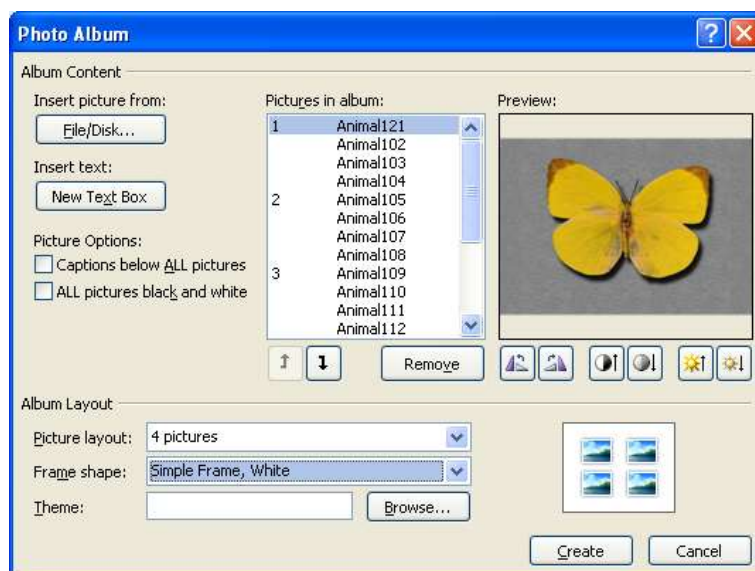 Photo Album
Album Content
Insert picture from:
File/Disk...
Insert text:
New Text Box
Picture Options:
Captions below ALL pictures
ALL pictures black and white
Pictures in album:
1 Animal121
Animal102
Animal103
Animal104
2 Animal105
Animal106
Animal107
Animal108
3 Animal109
Animal110
Animal111
Animal112
Remove
Preview:
Album Layout
Picture layout: 4 pictures
Frame shape: Simple Frame, White
Theme:
Browse...
Create
Cancel